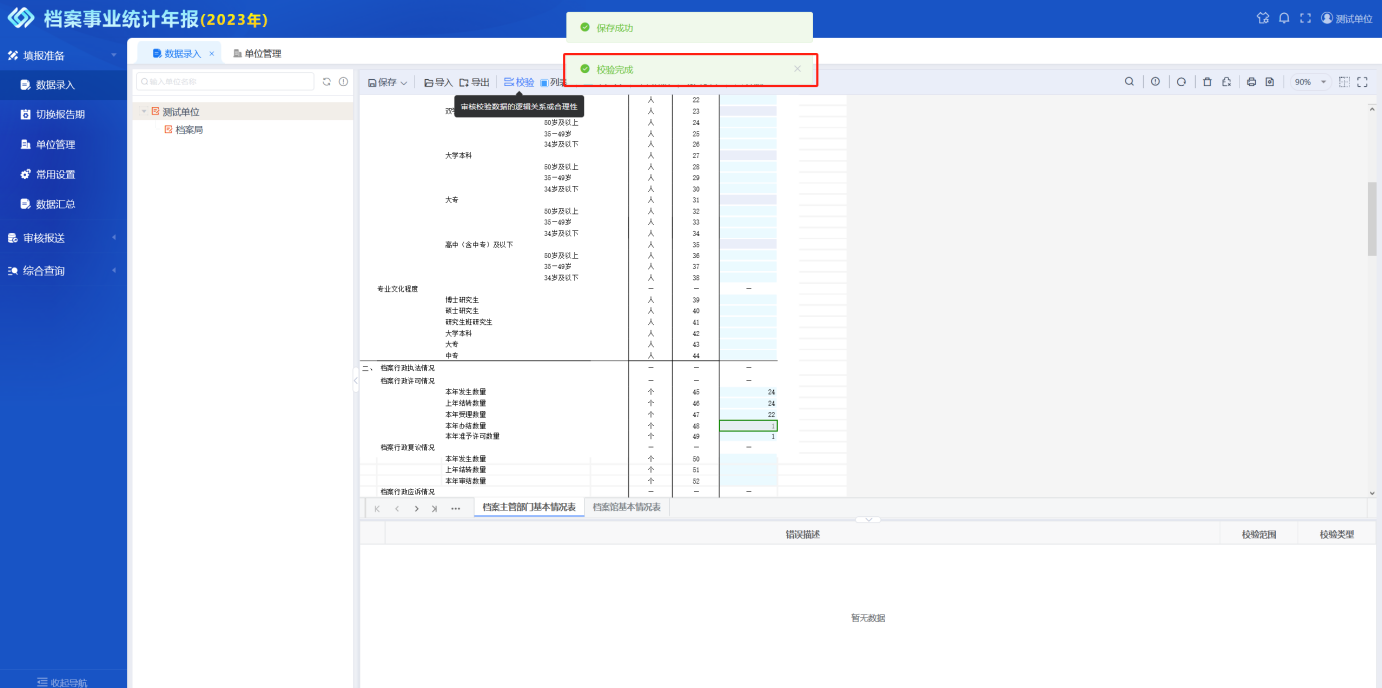 档案事业统计年报(2023年)
保存成功
测试单位
填报准备
数据录入 ×
单位管理
校验完成
数据录入
输入单位名称
保存
导入
导出
校验
90%
审核校验数据的逻辑关系或合理性
切换报告期
测试单位
档案局
单位管理
常用设置
数据汇总
审核报送
综合查询
人 22
人 23
50岁及以上 人 24
35—49岁 人 25
34岁及以下 人 26
大学本科 人 27
50岁及以上 人 28
35—49岁 人 29
34岁及以下 人 30
大专 人 31
50岁及以上 人 32
35—49岁 人 33
34岁及以下 人 34
高中（含中专）及以下 人 35
50岁及以上 人 36
35—49岁 人 37
34岁及以下 人 38
专业文化程度 — — —
博士研究生 人 39
硕士研究生 人 40
研究生班研究生 人 41
大学本科 人 42
大专 人 43
中专 人 44
二、 档案行政执法情况 — — —
档案行政许可情况 — — —
本年发生数量 个 45 24
上年结转数量 个 46 24
本年受理数量 个 47 22
本年办结数量 个 48 1
本年准予许可数量 个 49 1
档案行政复议情况 — — —
本年发生数量 个 50
上年结转数量 个 51
本年审结数量 个 52
档案行政应诉情况 — — —
档案主管部门基本情况表
档案馆基本情况表
错误描述
校验范围
校验类型
暂无数据
收起导航